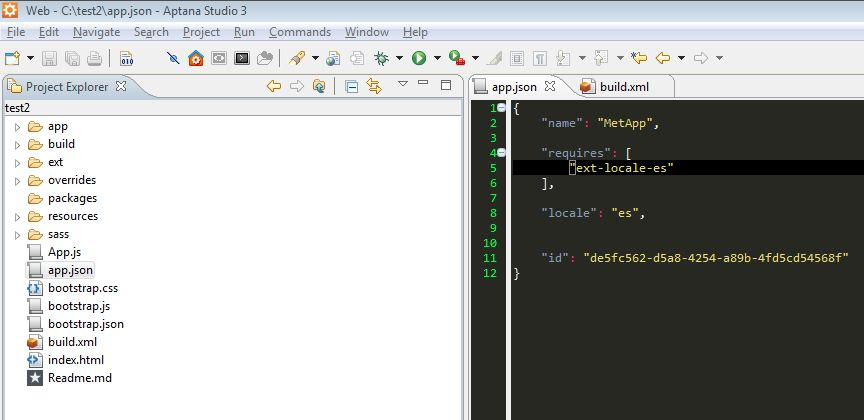 Web - C:\test2\app.json - Aptana Studio 3
File Edit Navigate Search Project Run Commands Window Help
Project Explorer
test2
app
build
ext
overrides
packages
resources
sass
App.js
app.json
bootstrap.css
bootstrap.js
bootstrap.json
build.xml
index.html
Readme.md
app.json build.xml
1 {
2 "name": "MetApp",
3
4 "requires": [
5 "ext-locale-es"
6 ],
7
8 "locale": "es",
9
10
11 "id": "de5fc562-d5a8-4254-a89b-4fd5cd54568f"
12 }